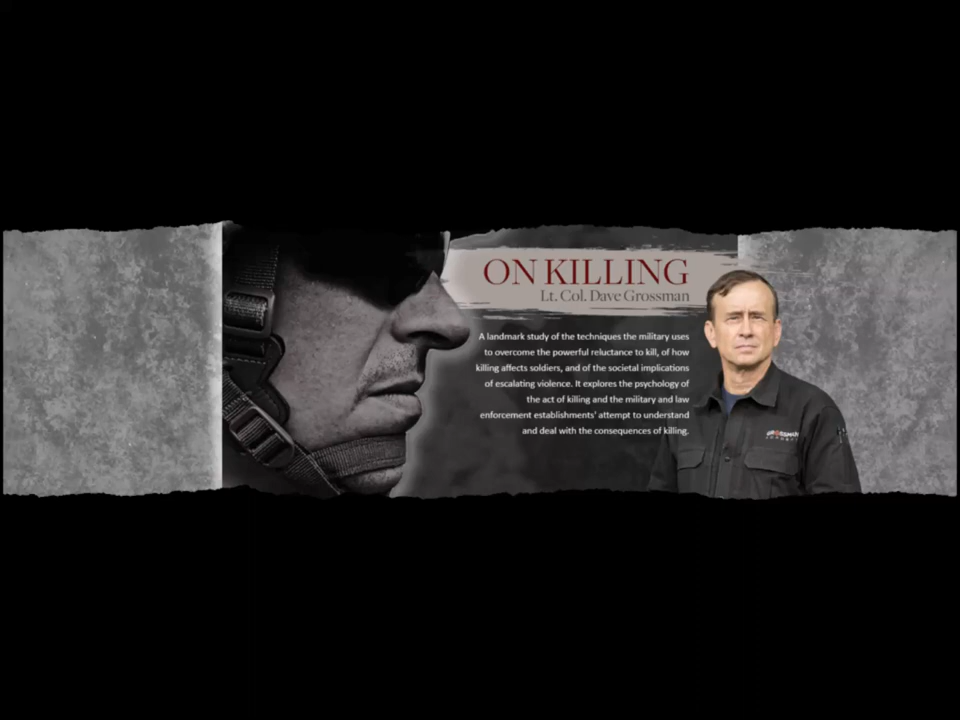 ON KILLING
Lt. Col. Dave Grossman
A landmark study of the techniques the military uses
to overcome the powerful reluctance to kill, of how
killing affects soldiers, and of the societal implications
of escalating violence. It explores the psychology of
the act of killing and the military and law
enforcement establishments' attempt to understand
and deal with the consequences of killing.
GROSSMAN